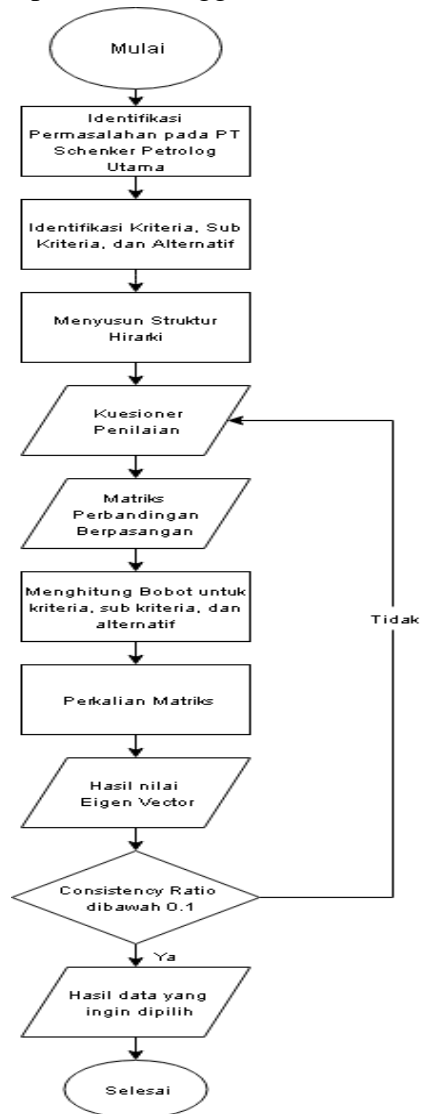 Mulai
Identifikasi
Permasalahan pada PT
Schenker Petrolog
Utama
Identifikasi Kriteria, Sub
Kriteria, dan Alternatif
Menyusun Struktur
Hirarki
Kuesioner
Penilaian
Matriks
Perbandingan
Berpasangan
Menghitung Bobot untuk
kriteria, sub kriteria, dan
alternatif
Tidak
Perkalian Matriks
Hasil nilai
Eigen Vector
Consistency Ratio
dibawah 0.1
Ya
Hasil data yang
ingin dipilih
Selesai